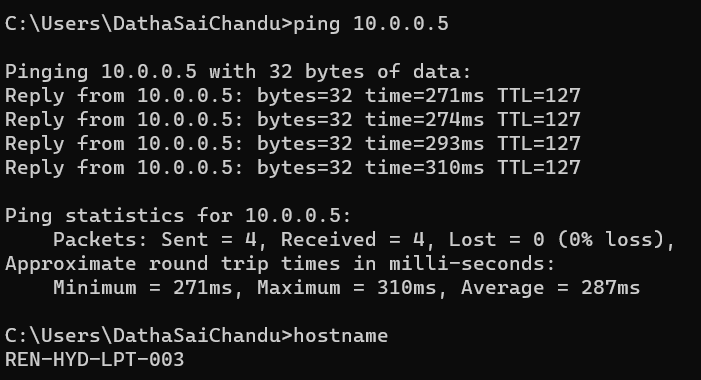 C:\Users\DathaSaiChandu>ping 10.0.0.5
Pinging 10.0.0.5 with 32 bytes of data:
Reply from 10.0.0.5: bytes=32 time=271ms TTL=127
Reply from 10.0.0.5: bytes=32 time=274ms TTL=127
Reply from 10.0.0.5: bytes=32 time=293ms TTL=127
Reply from 10.0.0.5: bytes=32 time=310ms TTL=127
Ping statistics for 10.0.0.5:
    Packets: Sent = 4, Received = 4, Lost = 0 (0% loss),
Approximate round trip times in milli-seconds:
    Minimum = 271ms, Maximum = 310ms, Average = 287ms
C:\Users\DathaSaiChandu>hostname
REN-HYD-LPT-003